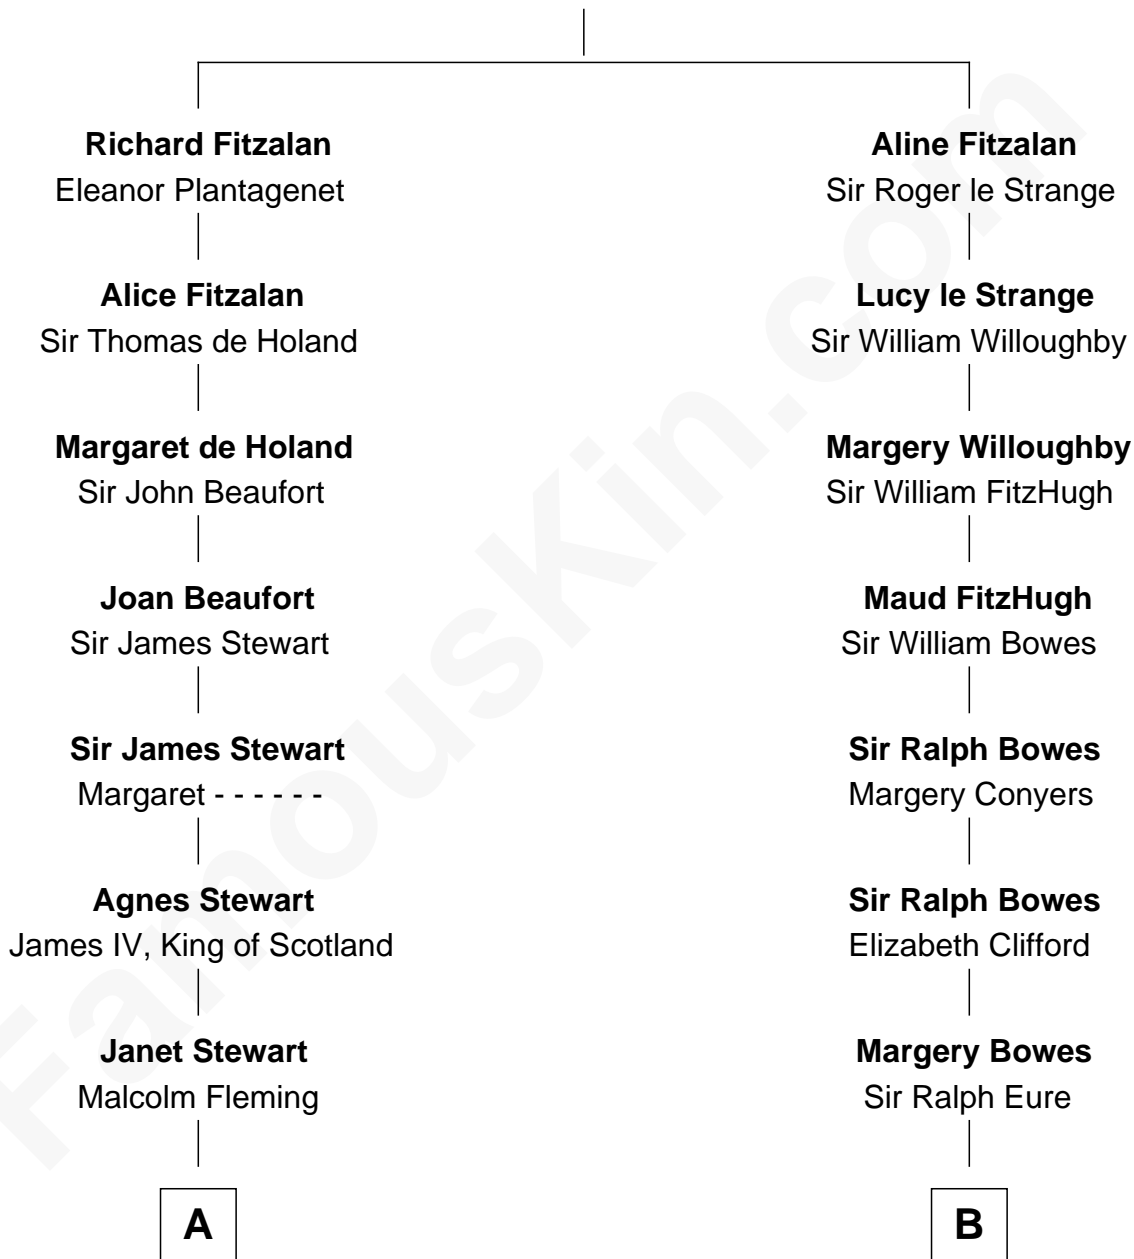 Richard Fitzalan
Eleanor Plantagenet
Alice Fitzalan
Sir Thomas de Holand
Margaret de Holand
Sir John Beaufort
Joan Beaufort
Sir James Stewart
Sir James Stewart
Margaret - - - - - -
Agnes Stewart
James IV, King of Scotland
Janet Stewart
Malcolm Fleming
A
Aline Fitzalan
Sir Roger le Strange
Lucy le Strange
Sir William Willoughby
Margery Willoughby
Sir William FitzHugh
Maud FitzHugh
Sir William Bowes
Sir Ralph Bowes
Margery Conyers
Sir Ralph Bowes
Elizabeth Clifford
Margery Bowes
Sir Ralph Eure
B
FamousKin.com